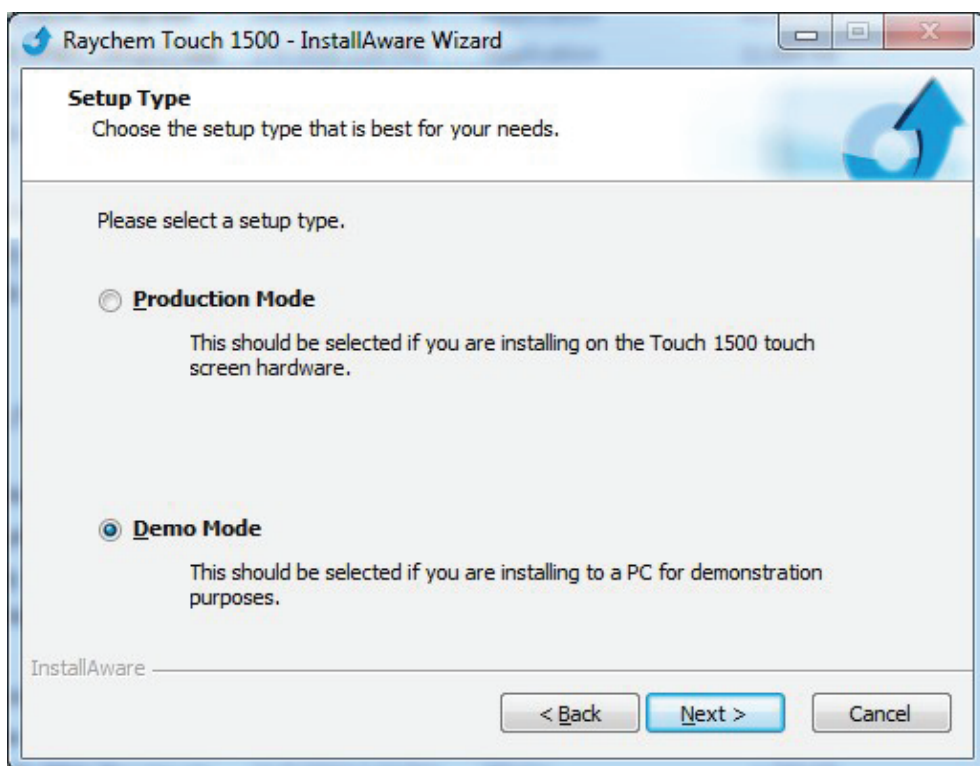 Raychem Touch 1500 - InstallAware Wizard
Setup Type
Choose the setup type that is best for your needs.
Please select a setup type.
Production Mode
This should be selected if you are installing on the Touch 1500 touch
screen hardware.
Demo Mode
This should be selected if you are installing to a PC for demonstration
purposes.
InstallAware
< Back
Next >
Cancel